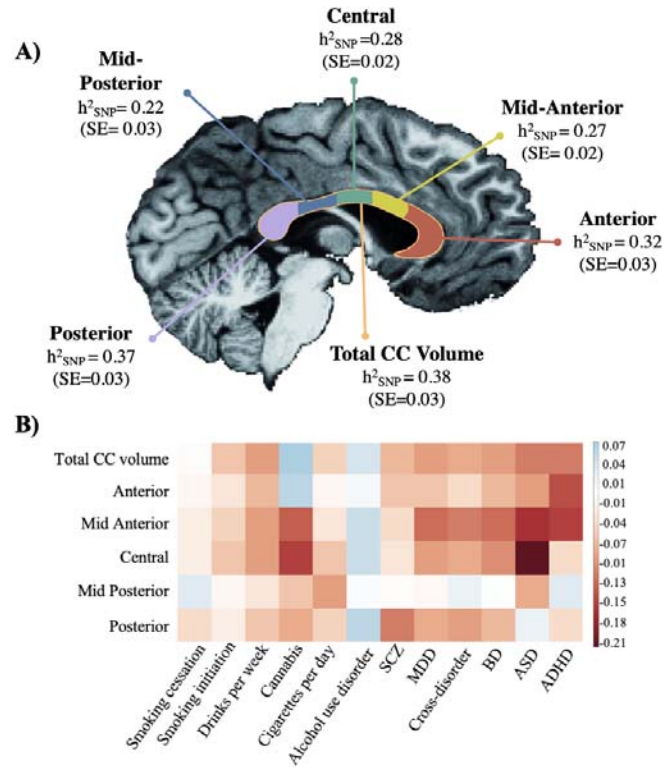 A)
Central
h²SNP=0.28
(SE=0.02)
Mid-
Posterior
h²SNP= 0.22
(SE= 0.03)
Mid-Anterior
h²SNP= 0.27
(SE= 0.02)
Anterior
h²SNP= 0.32
(SE= 0.03)
Posterior
h²SNP= 0.37
(SE=0.03)
Total CC Volume
h²SNP= 0.38
(SE=0.03)
B)
Total CC volume
Anterior
Mid Anterior
Central
Mid Posterior
Posterior
Smoking cessation
Smoking initiation
Drinks per week
Cannabis
Cigarettes per day
Alcohol use disorder
SCZ
MDD
Cross-disorder
BD
ASD
ADHD
0.07
0.04
0.01
-0.01
-0.04
-0.07
-0.01
-0.13
-0.15
-0.18
-0.21